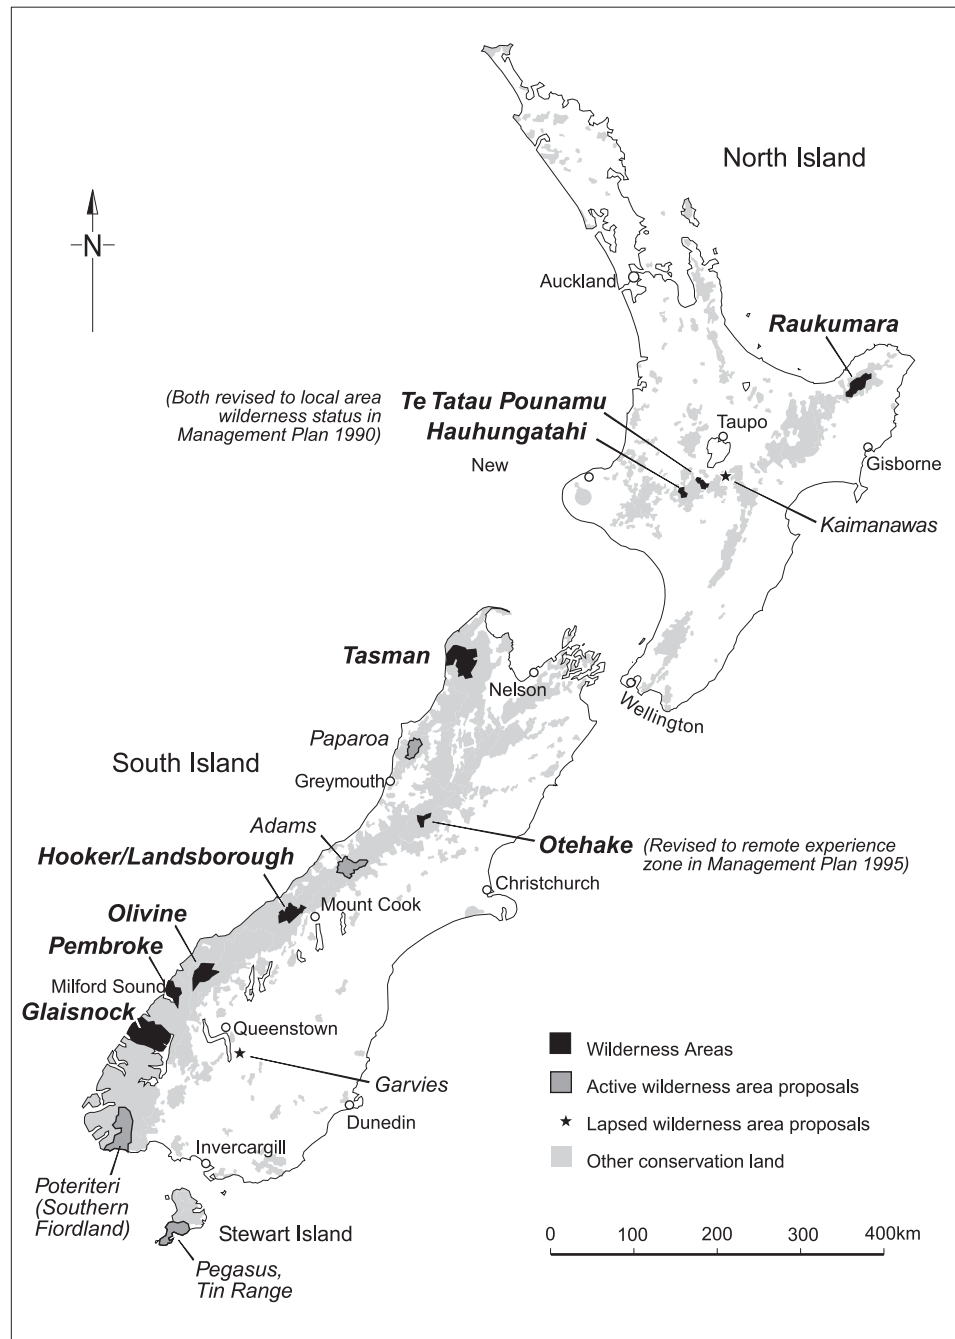 North Island
N
Auckland
Raukumara
(Both revised to local area
wilderness status in
Management Plan 1990)
Te Tatau Pounamu
Hauhungatahi
Taupo
New
Gisborne
Kaimanawas
Tasman
Nelson
Wellington
Paparoa
South Island
Greymouth
Adams
Otehake
(Revised to remote experience
zone in Management Plan 1995)
Hooker/Landsborough
Christchurch
Mount Cook
Olivine
Pembroke
Milford Sound
Glaisnock
Queenstown
Garvies
Dunedin
Invercargill
Poteriteri
(Southern
Fiordland)
Stewart Island
Pegasus,
Tin Range
Wilderness Areas
Active wilderness area proposals
Lapsed wilderness area proposals
Other conservation land
0 100 200 300 400km